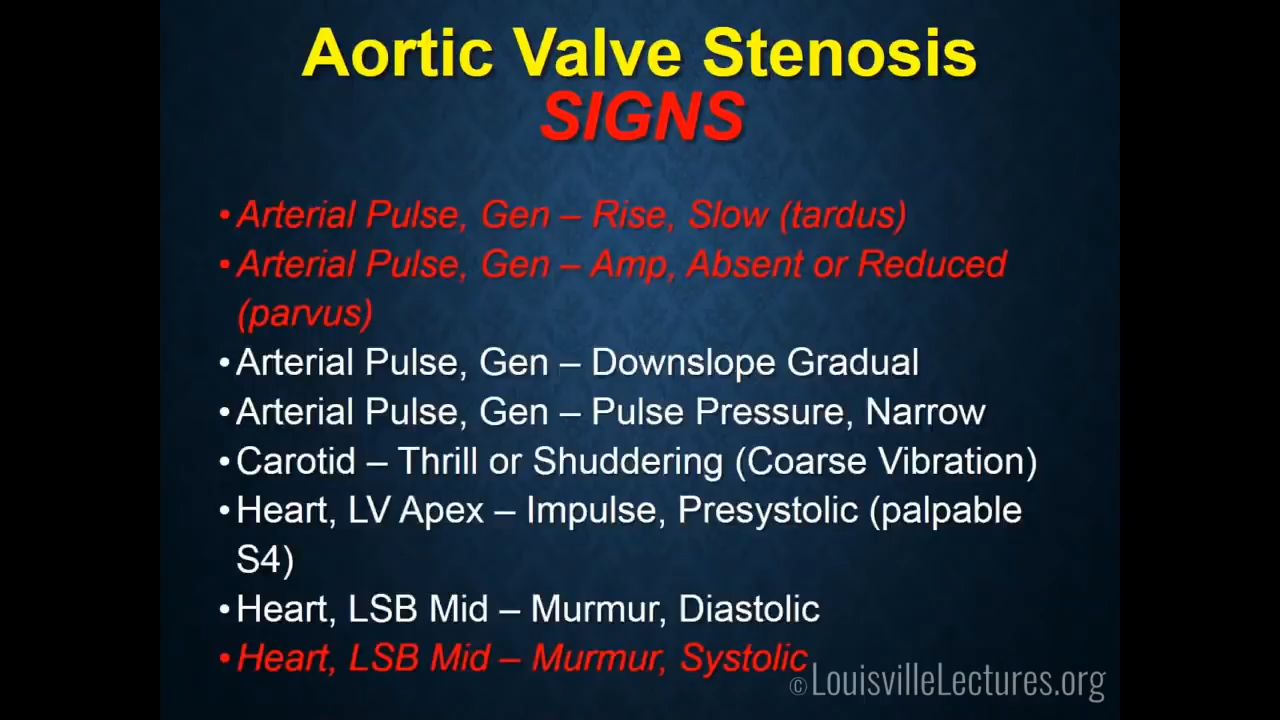 Aortic Valve Stenosis
SIGNS
•Arterial Pulse, Gen – Rise, Slow (tardus)
•Arterial Pulse, Gen – Amp, Absent or Reduced
(parvus)
•Arterial Pulse, Gen – Downslope Gradual
•Arterial Pulse, Gen – Pulse Pressure, Narrow
•Carotid – Thrill or Shuddering (Coarse Vibration)
•Heart, LV Apex – Impulse, Presystolic (palpable
S4)
•Heart, LSB Mid – Murmur, Diastolic
•Heart, LSB Mid – Murmur, Systolic
© LouisvilleLectures.org